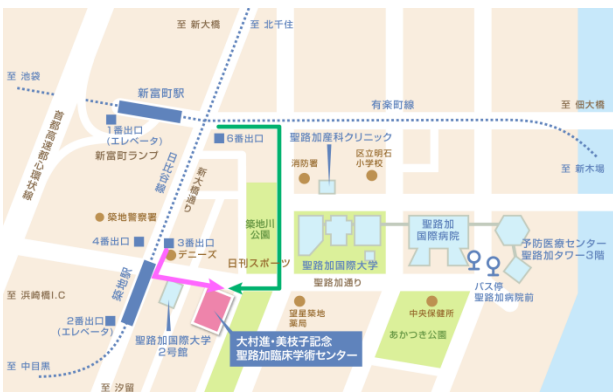 至 新大橋
至 北千住
至 池袋
新富町駅
有楽町線
至 佃大橋
首都高速都心環状線
1番出口
(エレベータ)
新富町ランプ
日比谷線
新大橋通り
6番出口
聖路加産科クリニック
消防署
区立明石
小学校
至 新木場
築地警察署
4番出口
3番出口
デニーズ
築地川
公園
日刊スポーツ
聖路加国際大学
聖路加
国際病院
予防医療センター
聖路加タワー3階
バス停
聖路加病院前
聖路加通り
築地駅
至 浜崎橋I.C
2番出口
(エレベータ)
聖路加国際大学
2号館
大村進・美枝子記念
聖路加臨床学術センター
望星築地
薬局
中央保健所
あかつき公園
至 中目黒
至 汐留